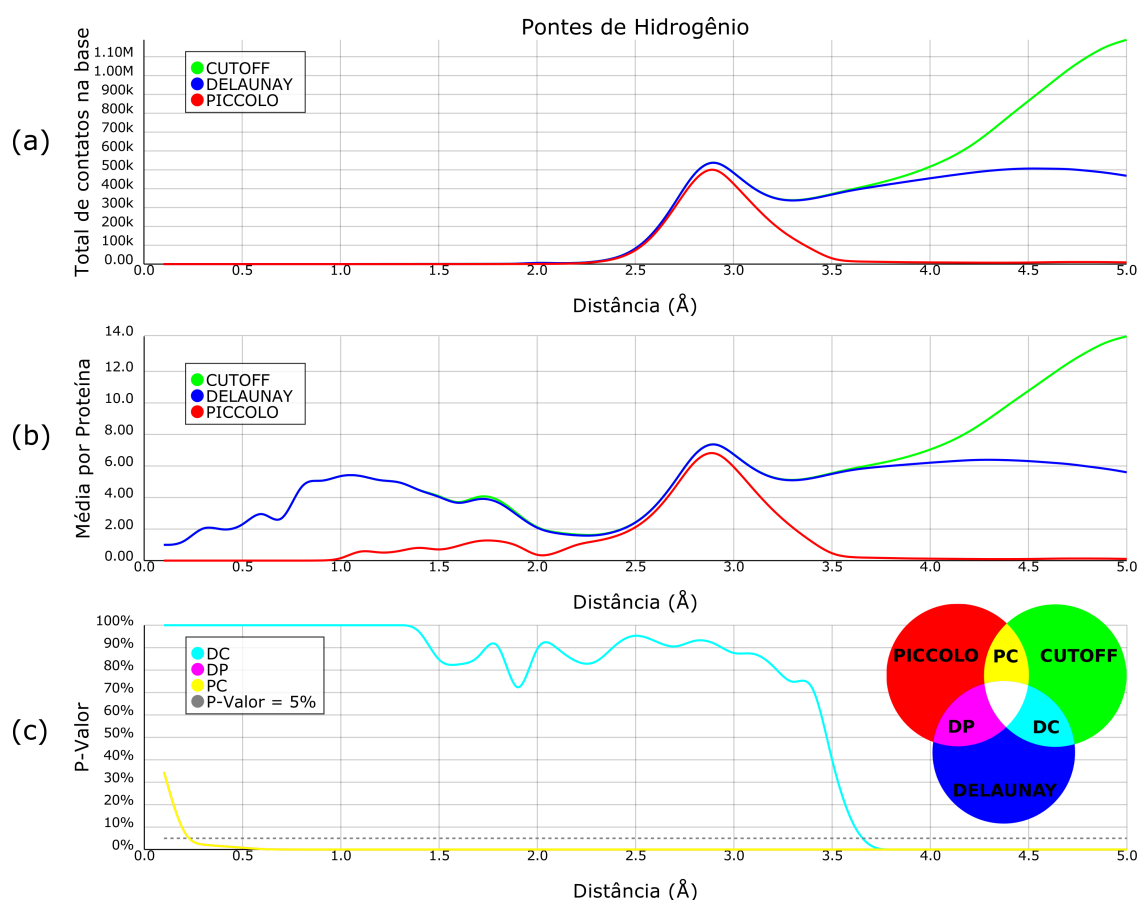 Pontes de Hidrogênio
(a)
Total de contatos na base
1.10M
1.00M
900k
800k
700k
600k
500k
400k
300k
200k
100k
0.00
CUTOFF
DELAUNAY
PICCOLO
0.0 0.5 1.0 1.5 2.0 2.5 3.0 3.5 4.0 4.5 5.0
Distância (Å)
(b)
Média por Proteína
14.0
12.0
10.0
8.00
6.00
4.00
2.00
0.00
CUTOFF
DELAUNAY
PICCOLO
0.0 0.5 1.0 1.5 2.0 2.5 3.0 3.5 4.0 4.5 5.0
Distância (Å)
(c)
P-Valor
100%
90%
80%
70%
60%
50%
40%
30%
20%
10%
0%
DC
DP
PC
P-Valor = 5%
PICCOLO PC CUTOFF
DP DC
DELAUNAY
0.0 0.5 1.0 1.5 2.0 2.5 3.0 3.5 4.0 4.5 5.0
Distância (Å)